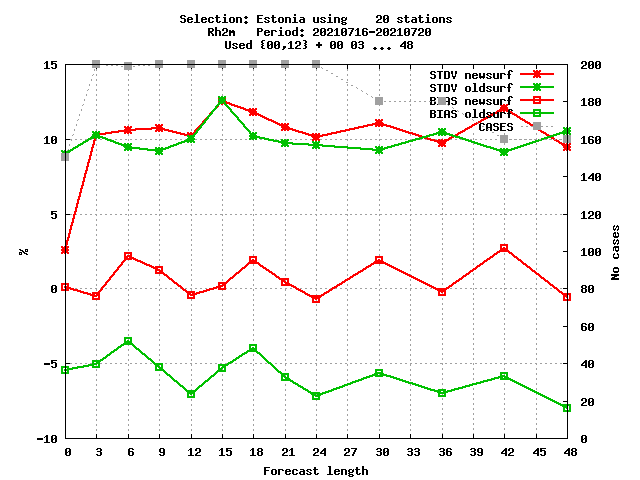 Selection: Estonia using    20 stations
Rh2m   Period: 20210716-20210720
Used {00,12} + 00 03 ... 48
STDV newsurf
STDV oldsurf
BIAS newsurf
BIAS oldsurf
CASES
15
10
5
0
-5
-10
%
200
180
160
140
120
100
80
60
40
20
0
No cases
0 3 6 9 12 15 18 21 24 27 30 33 36 39 42 45 48
Forecast length